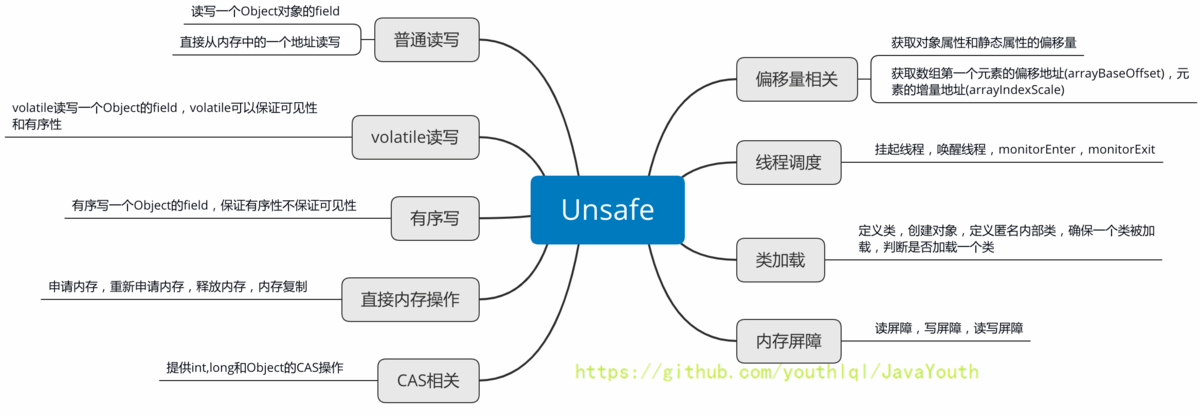 读写一个Object对象的field
直接从内存中的一个地址读写
普通读写
volatile读写一个Object的field，volatile可以保证可见性
和有序性
volatile读写
有序写一个Object的field，保证有序性不保证可见性
有序写
申请内存，重新申请内存，释放内存，内存复制
直接内存操作
提供int,long和Object的CAS操作
CAS相关
Unsafe
偏移量相关
获取对象属性和静态属性的偏移量
获取数组第一个元素的偏移地址(arrayBaseOffset)，元
素的增量地址(arrayIndexScale)
线程调度
挂起线程，唤醒线程，monitorEnter，monitorExit
类加载
定义类，创建对象，定义匿名内部类，确保一个类被加
载，判断是否加载一个类
内存屏障
读屏障，写屏障，读写屏障
https://github.com/youthlql/JavaYouth